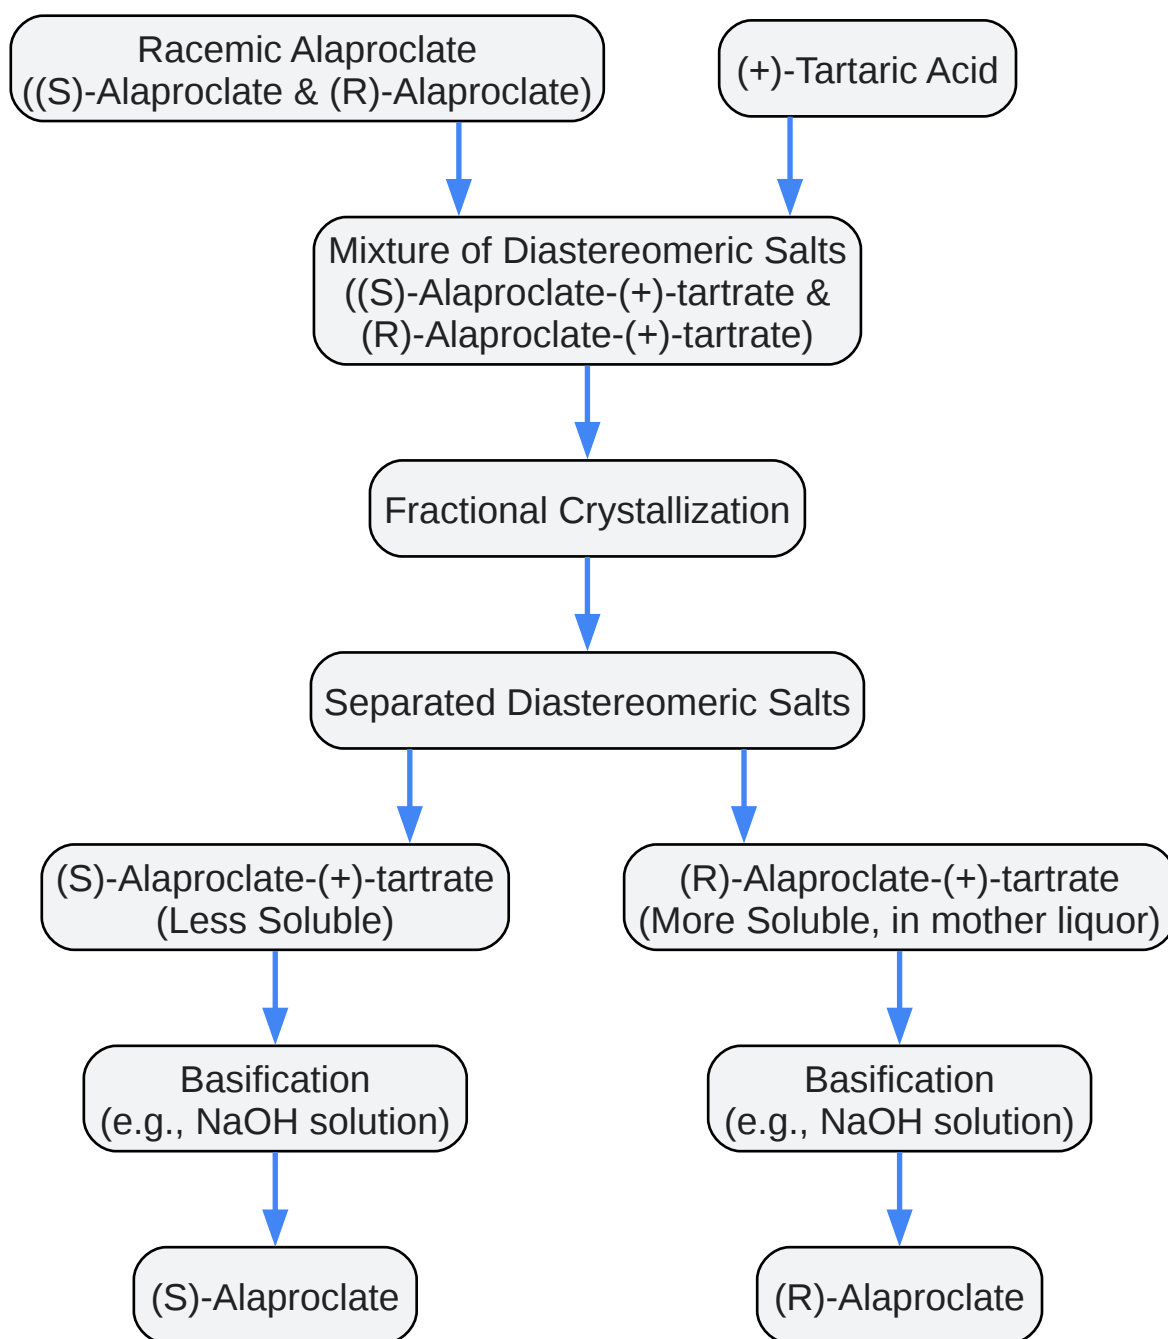 Racemic Alaproclate
((S)-Alaproclate & (R)-Alaproclate)
(+)-Tartaric Acid
Mixture of Diastereomeric Salts
((S)-Alaproclate-(+)-tartrate &
(R)-Alaproclate-(+)-tartrate)
Fractional Crystallization
Separated Diastereomeric Salts
(S)-Alaproclate-(+)-tartrate
(Less Soluble)
(R)-Alaproclate-(+)-tartrate
(More Soluble, in mother liquor)
Basification
(e.g., NaOH solution)
Basification
(e.g., NaOH solution)
(S)-Alaproclate
(R)-Alaproclate